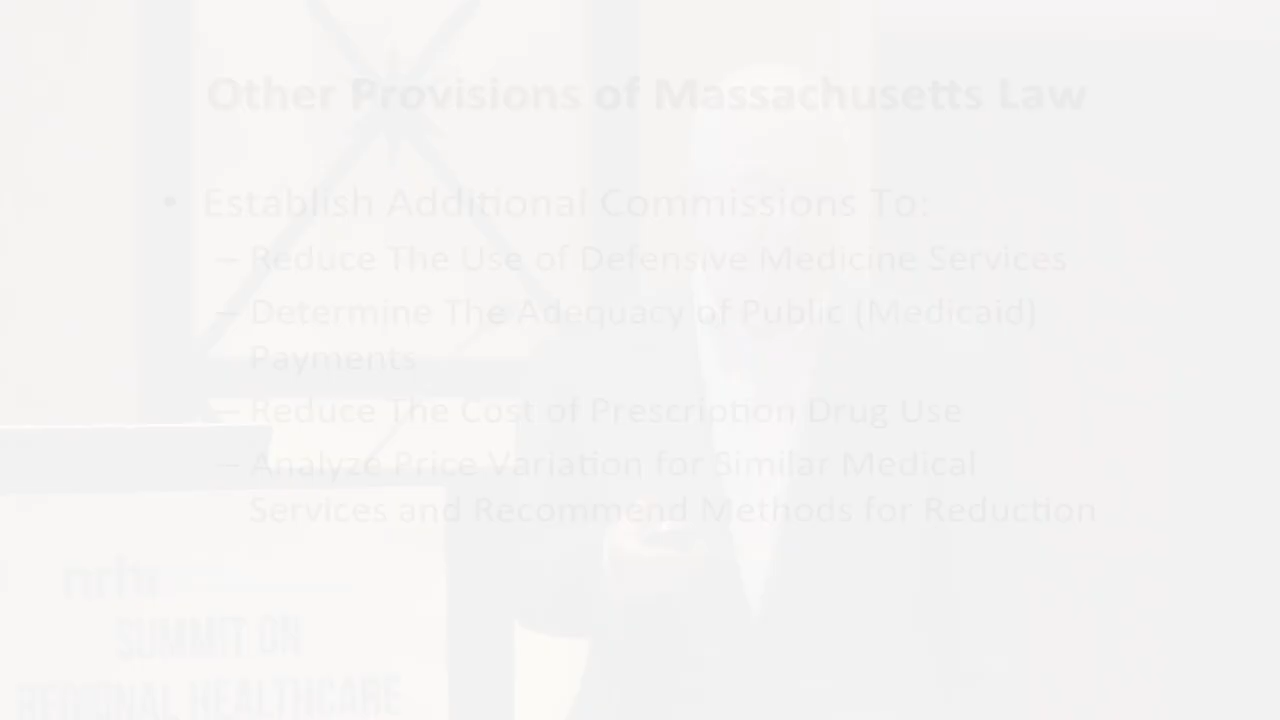 Other Provisions of Massachusetts Law
• Establish Additional Commissions To:
– Reduce The Use of Defensive Medicine Services
– Determine The Adequacy of Public (Medicaid)
Payments
– Reduce The Cost of Prescription Drug Use
– Analyze Price Variation for Similar Medical
Services and Recommend Methods for Reduction
nrhi
SUMMIT ON
REGIONAL HEALTHCARE